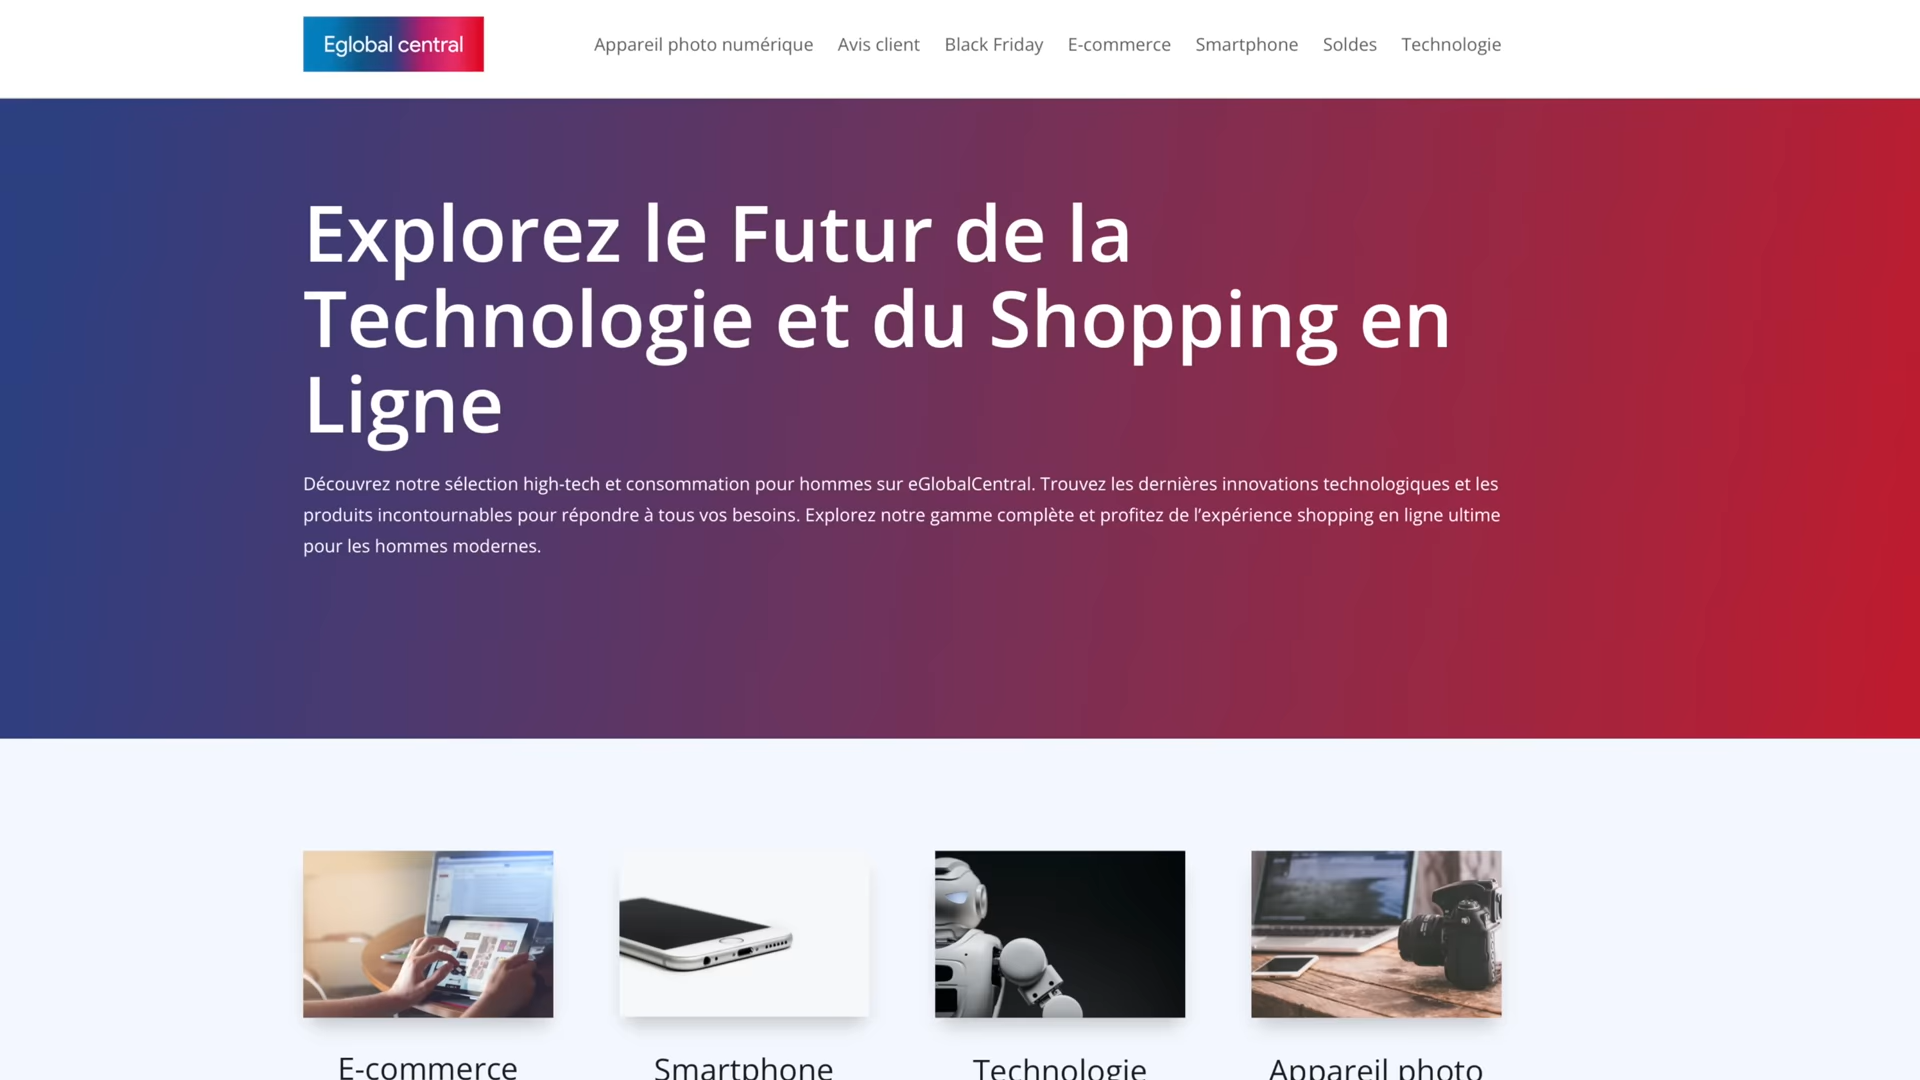 Eglobal central
Appareil photo numérique Avis client Black Friday E-commerce Smartphone Soldes Technologie
Explorez le Futur de la
Technologie et du Shopping en
Ligne
Découvrez notre sélection high-tech et consommation pour hommes sur eGlobalCentral. Trouvez les dernières innovations technologiques et les
produits incontournables pour répondre à tous vos besoins. Explorez notre gamme complète et profitez de l’expérience shopping en ligne ultime
pour les hommes modernes.
E-commerce
Smartphone
Technologie
Appareil photo